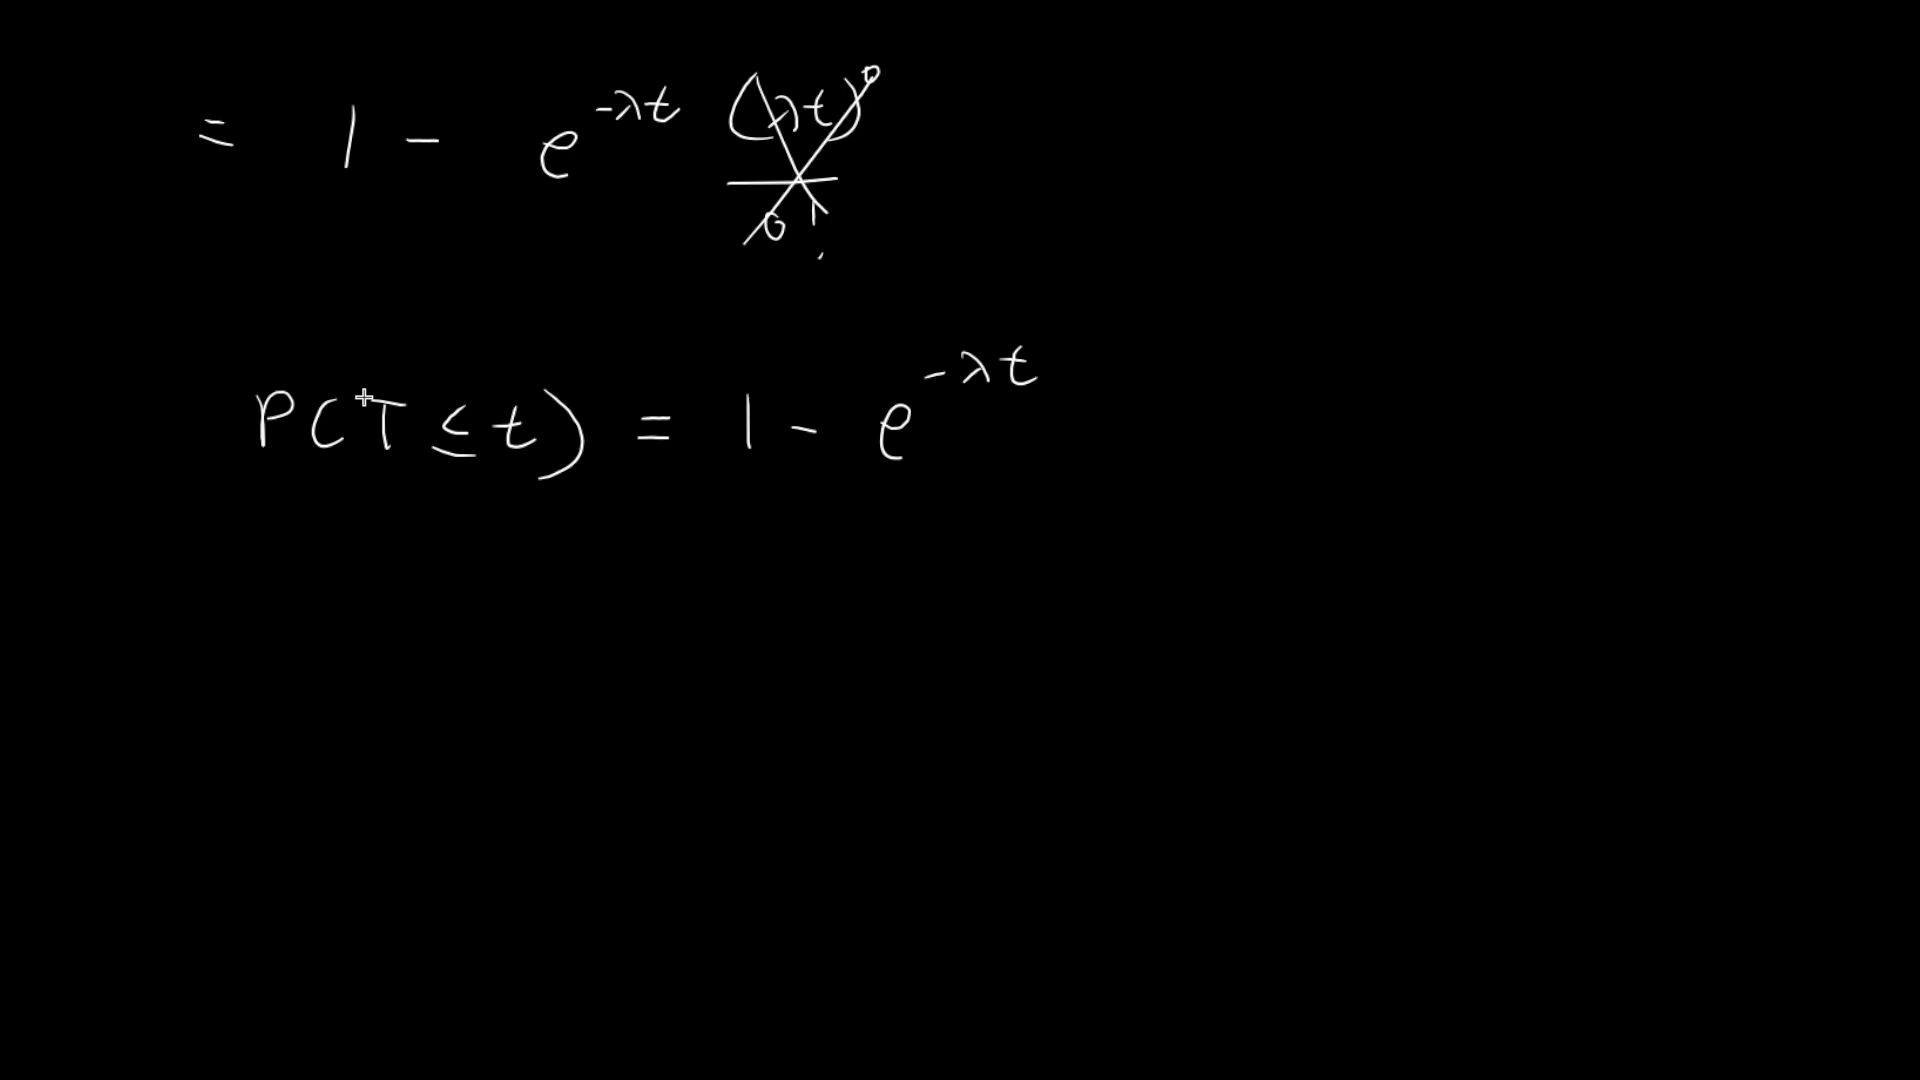 = 1 - e^{-λt} (λt)^0 / 0!
P(T ≤ t) = 1 - e^{-λt}